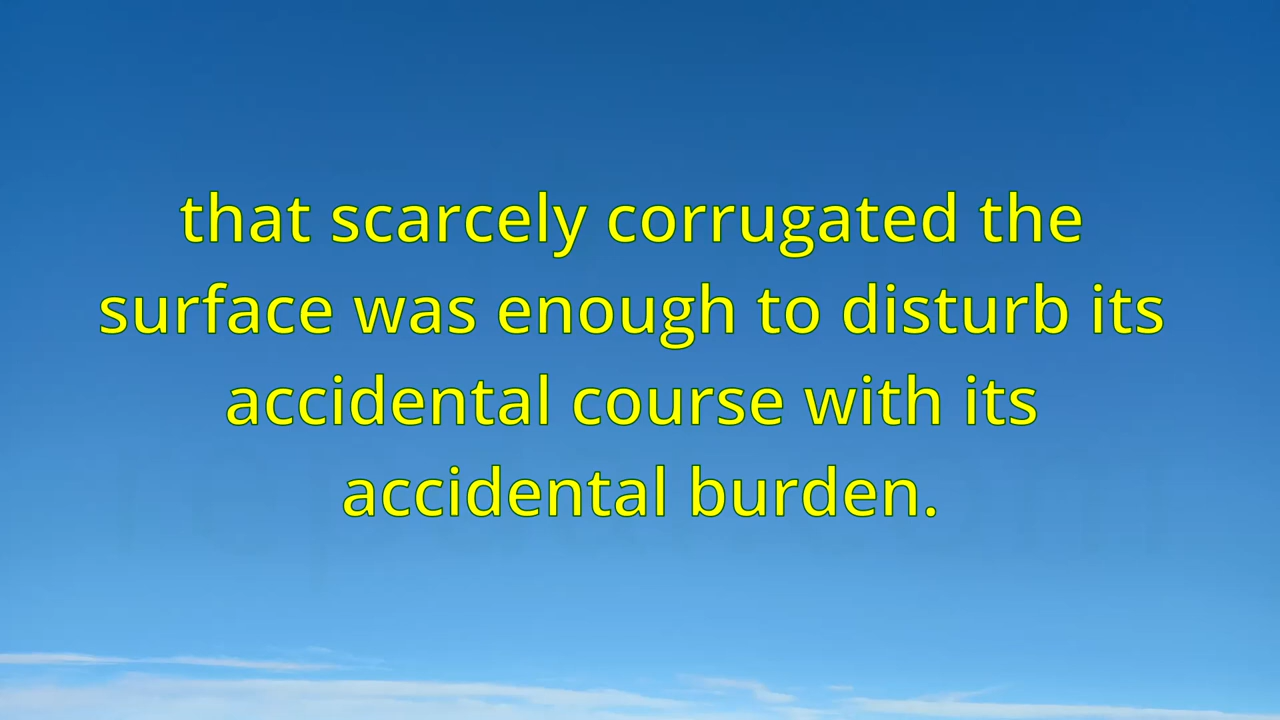 that scarcely corrugated the
surface was enough to disturb its
accidental course with its
accidental burden.